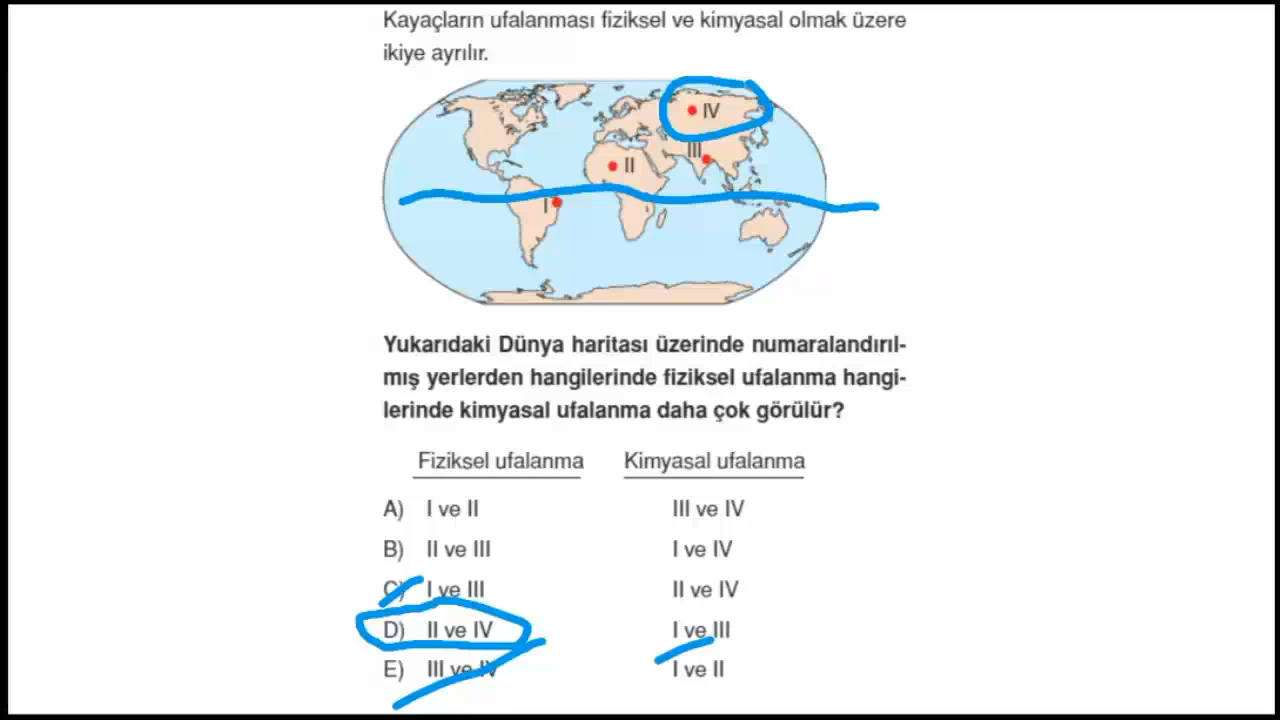 Kayaçların ufalanması fiziksel ve kimyasal olmak üzere
ikiye ayrılır.
IV
III
II
I
Yukarıdaki Dünya haritası üzerinde numaralandırıl-
mış yerlerden hangilerinde fiziksel ufalanma hangi-
lerinde kimyasal ufalanma daha çok görülür?
Fiziksel ufalanma Kimyasal ufalanma
A) I ve II III ve IV
B) II ve III I ve IV
C) I ve III II ve IV
D) II ve IV I ve III
E) III ve IV I ve II